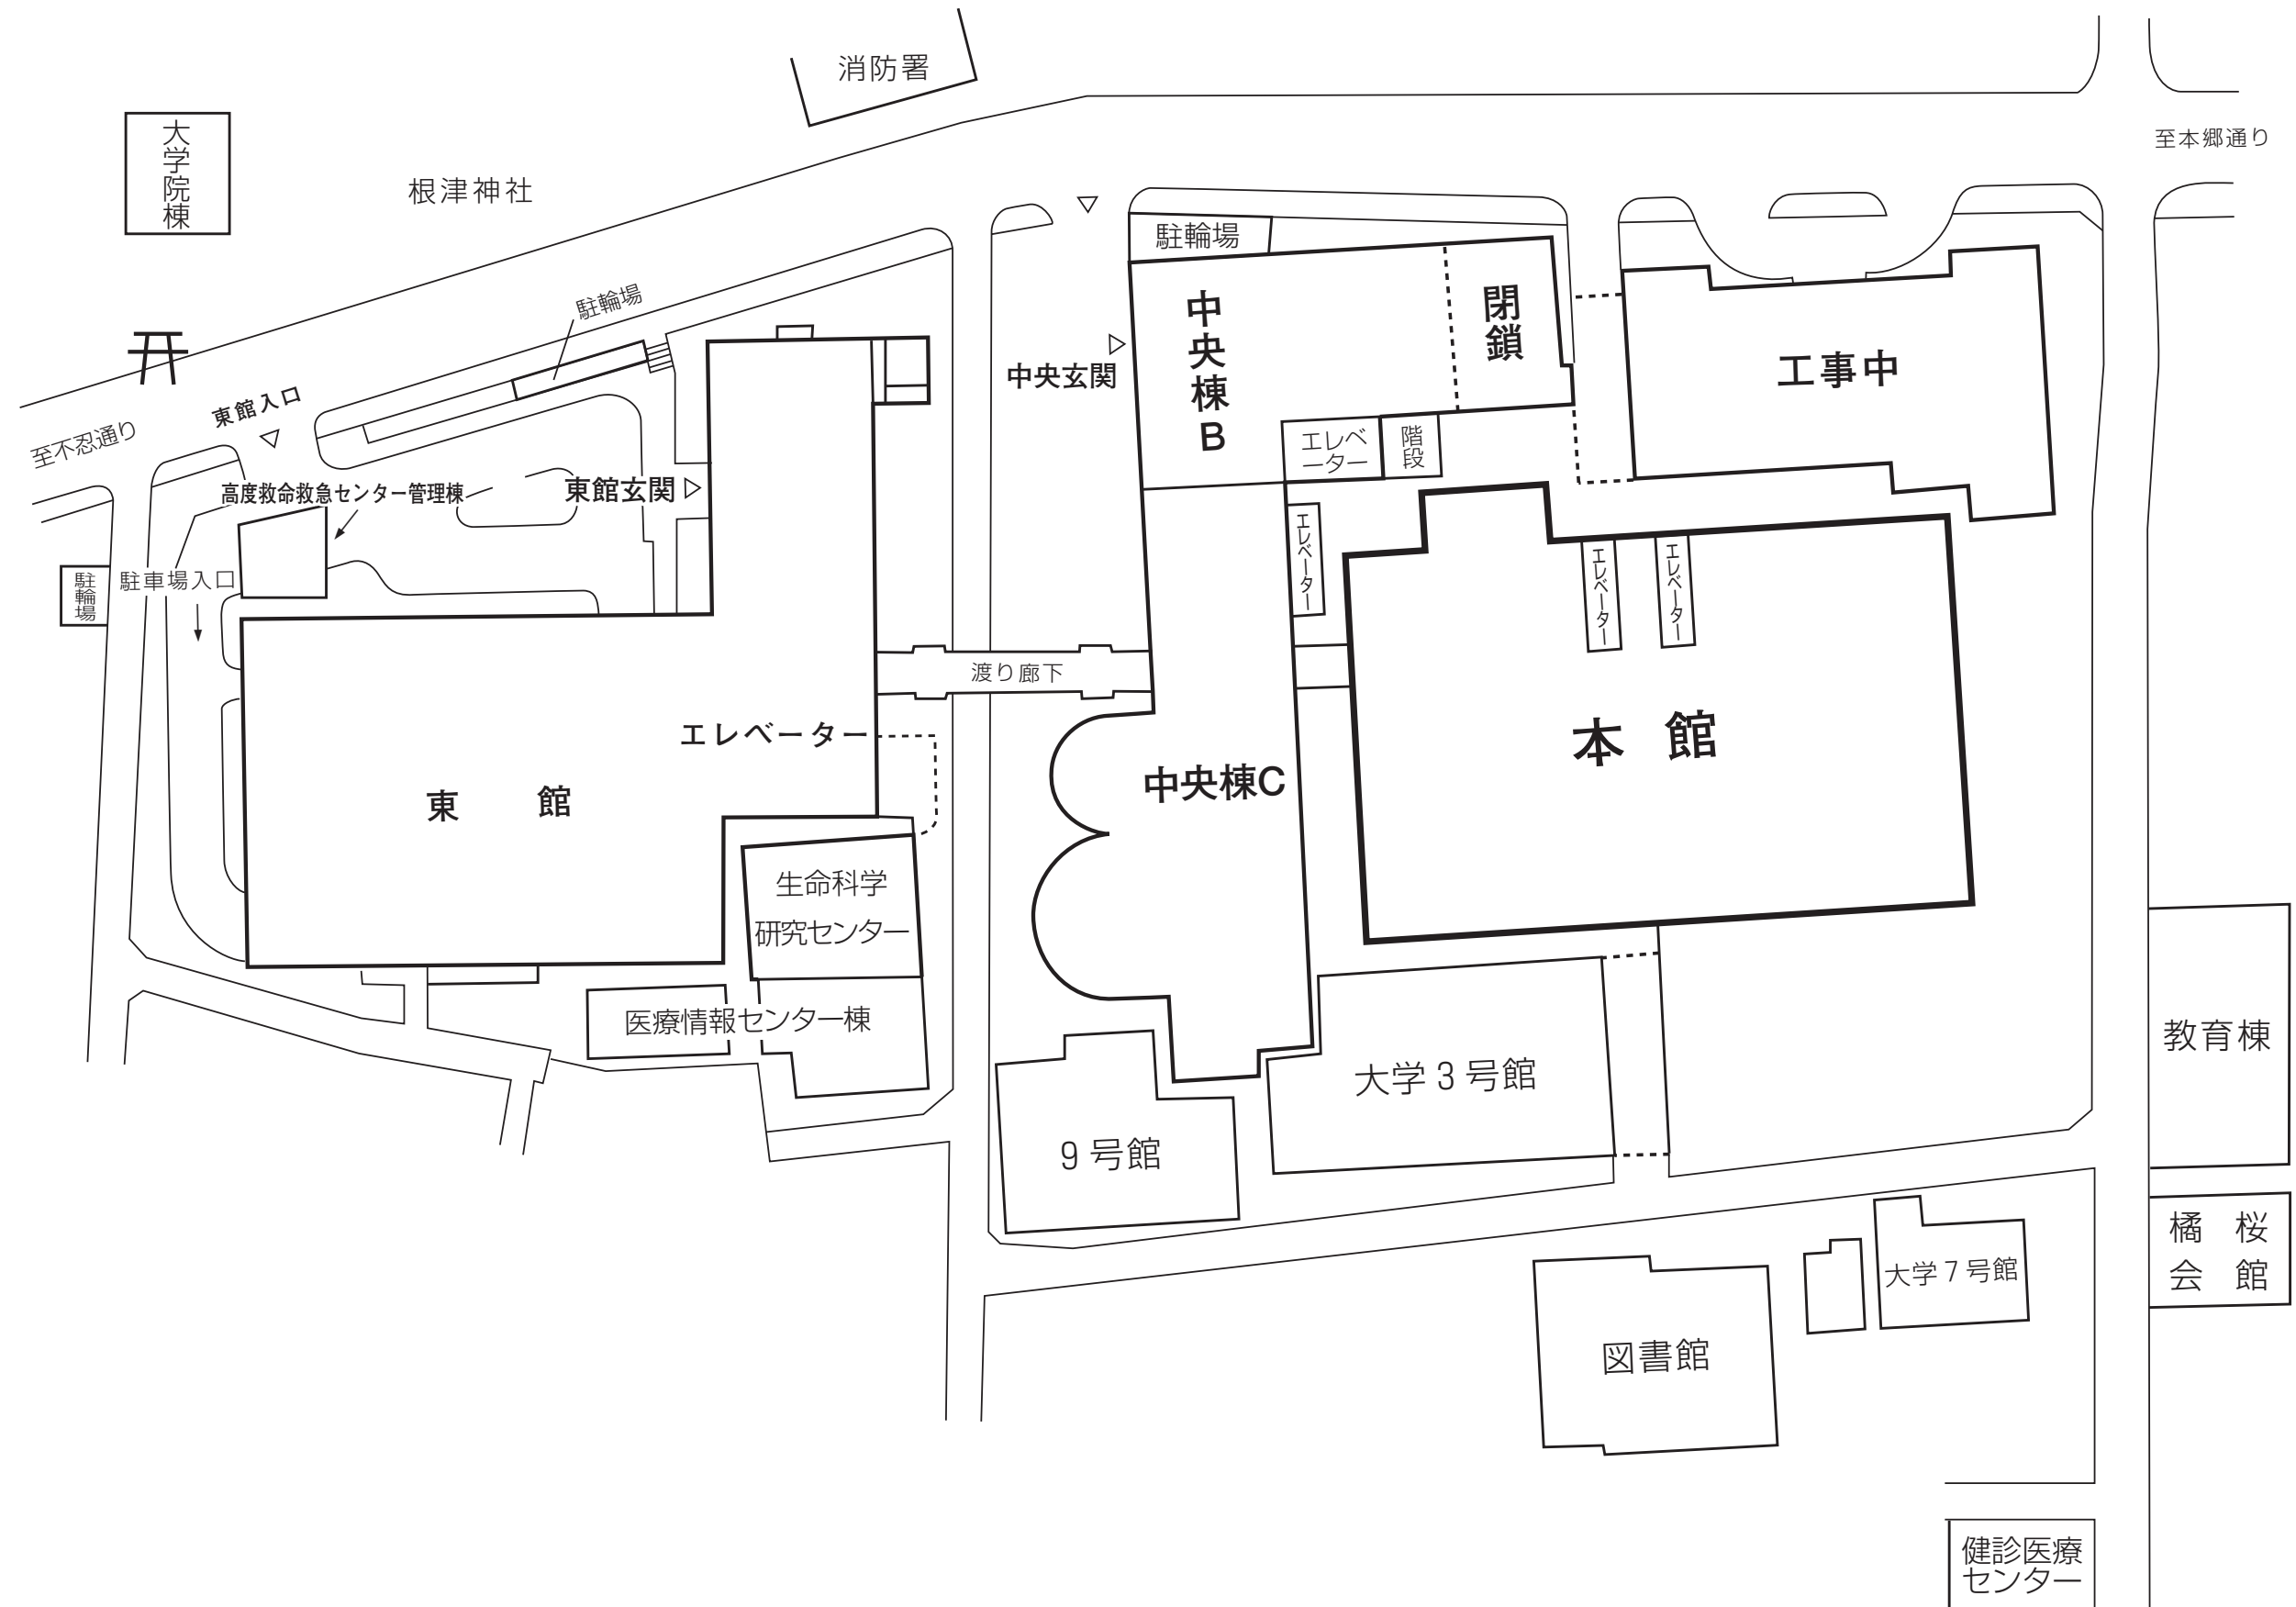 消防署
大学院棟
根津神社
至本郷通り
駐輪場
駐輪場
中央棟B
閉鎖
工事中
中央玄関
東館入口
至不忍通り
エレベ
ーター
階段
高度救命救急センター管理棟
東館玄関
エレベーター
エレベーター
エレベーター
駐輪場
駐車場入口
渡り廊下
エレベーター
本館
中央棟C
東館
生命科学
研究センター
医療情報センター棟
大学3号館
教育棟
9号館
橘桜
会館
大学7号館
図書館
健診医療
センター